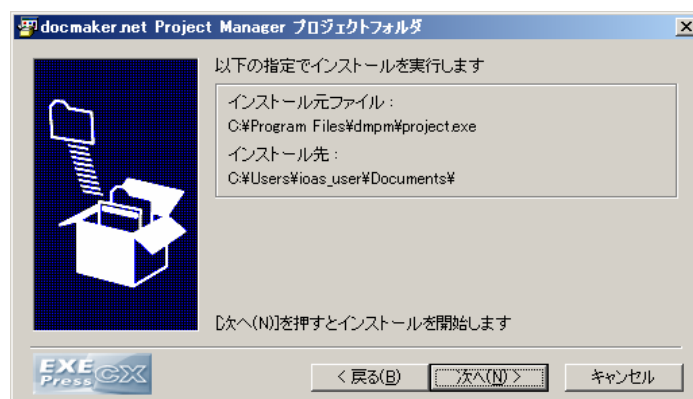 docmaker.net Project Manager プロジェクトフォルダ
以下の指定でインストールを実行します
インストール元ファイル：
C:¥Program Files¥dmpm¥project.exe
インストール先：
C:¥Users¥ioas_user¥Documents¥
[次へ(N)]を押すとインストールを開始します
EXE
Press CX
< 戻る(B)
次へ(N) >
キャンセル